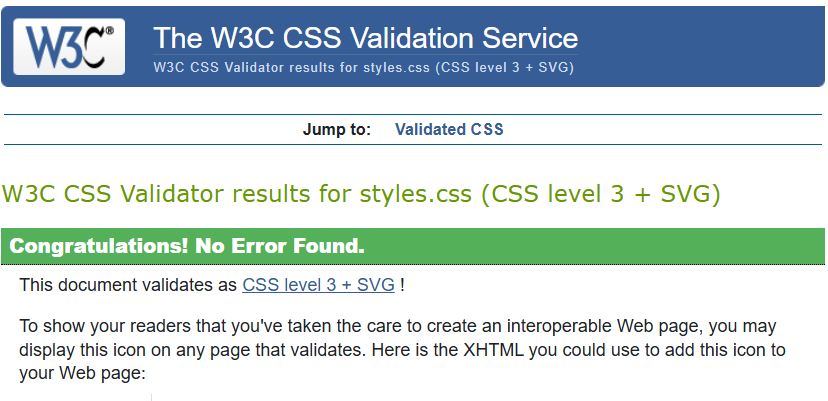 W3C®
The W3C CSS Validation Service
W3C CSS Validator results for styles.css (CSS level 3 + SVG)
Jump to: Validated CSS
W3C CSS Validator results for styles.css (CSS level 3 + SVG)
Congratulations! No Error Found.
This document validates as CSS level 3 + SVG !
To show your readers that you've taken the care to create an interoperable Web page, you may
display this icon on any page that validates. Here is the XHTML you could use to add this icon to
your Web page: